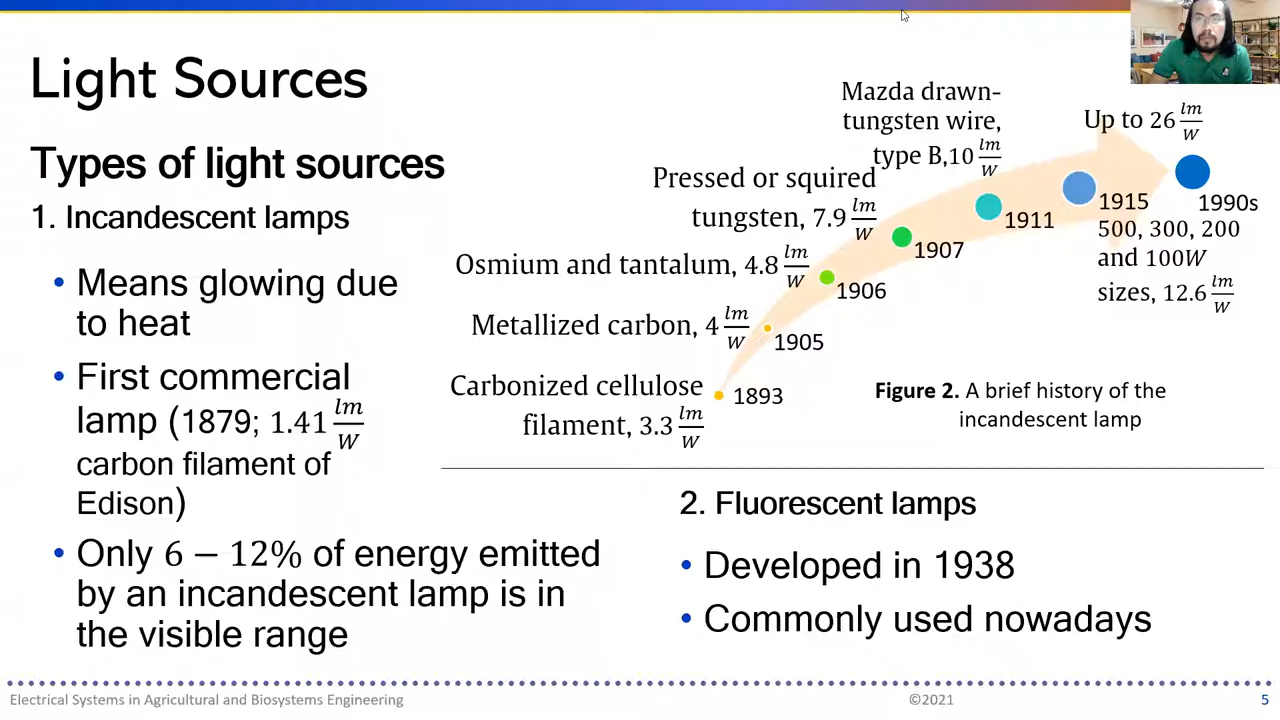 Light Sources
Types of light sources
1. Incandescent lamps
• Means glowing due
to heat
• First commercial
lamp (1879; 1.41 lm/W
carbon filament of
Edison)
• Only 6 − 12% of energy emitted
by an incandescent lamp is in
the visible range
Carbonized cellulose
filament, 3.3 lm/W
1893
Metallized carbon, 4 lm/W
1905
Osmium and tantalum, 4.8 lm/W
1906
Pressed or squired
tungsten, 7.9 lm/W
1907
Mazda drawn-
tungsten wire,
type B,10 lm/W
1911
1915
500, 300, 200
and 100W
sizes, 12.6 lm/W
Up to 26 lm/W
1990s
Figure 2. A brief history of the
incandescent lamp
2. Fluorescent lamps
• Developed in 1938
• Commonly used nowadays
Electrical Systems in Agricultural and Biosystems Engineering
©2021
5